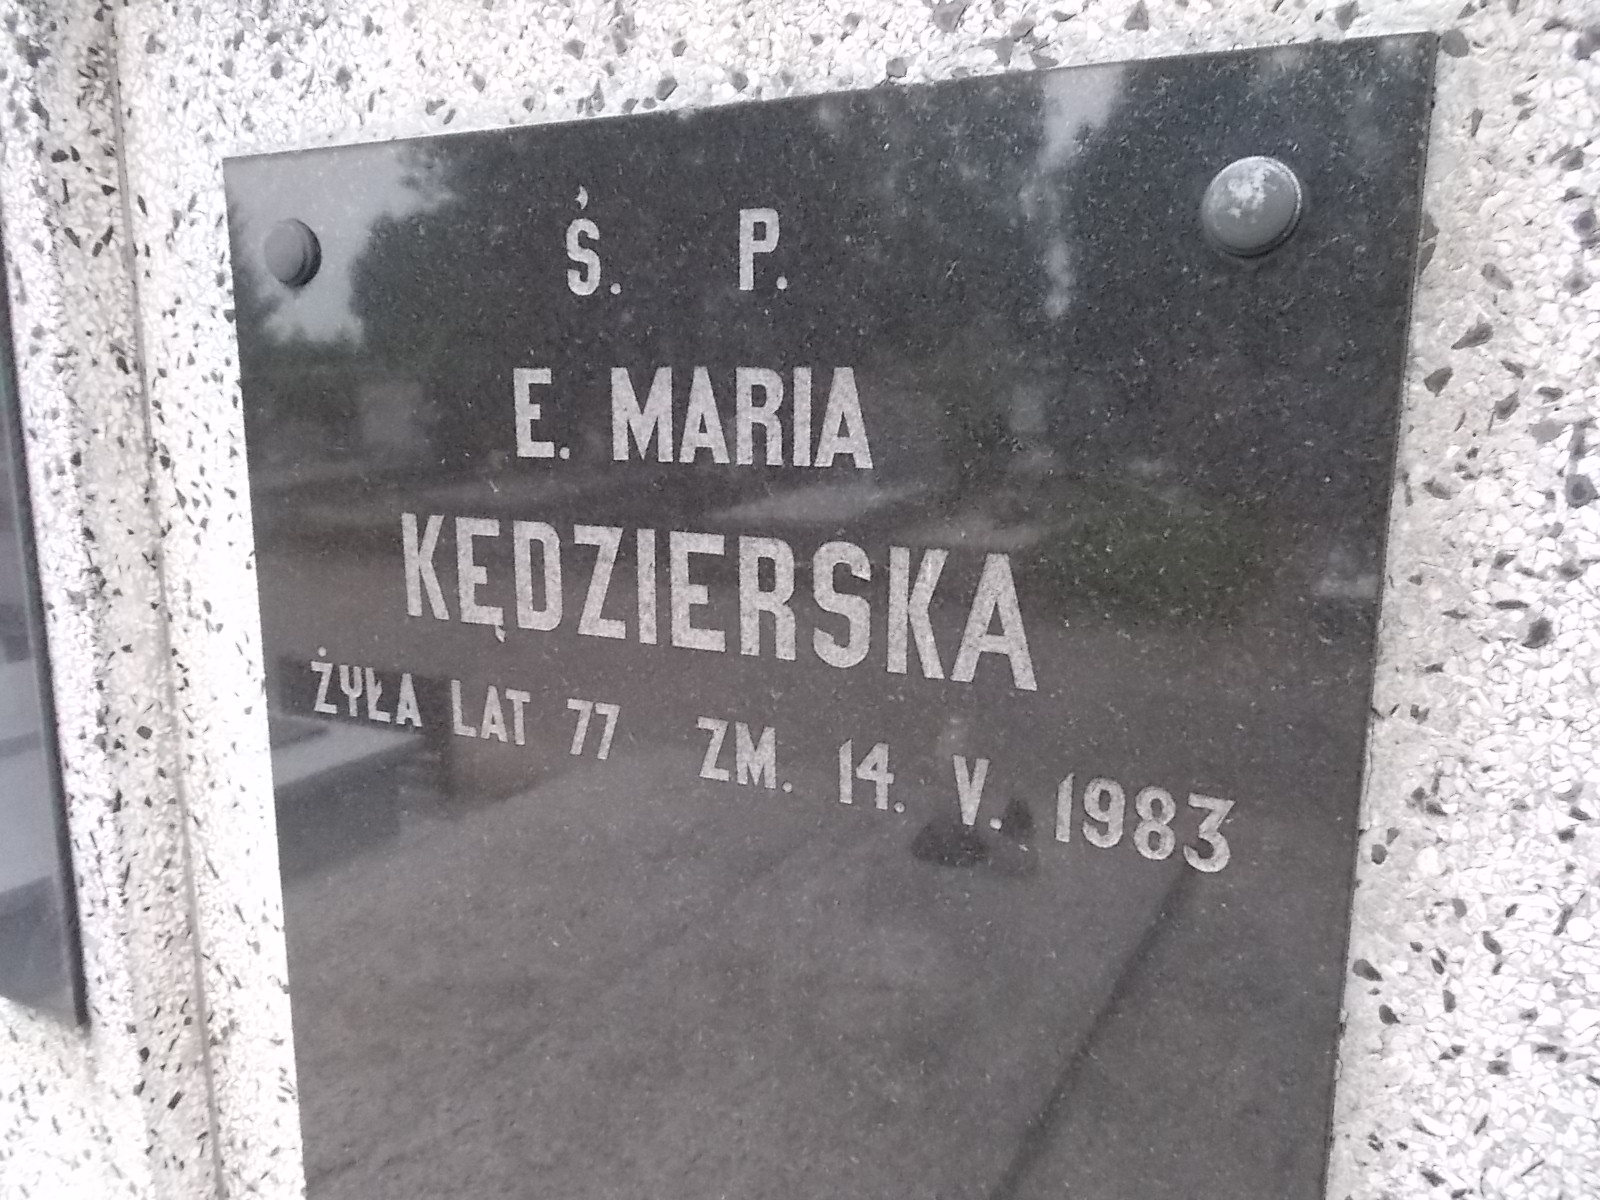 Ś. P.
E. MARIA
KĘDZIERSKA
ŻYŁA LAT 77 ZM. 14. V. 1983